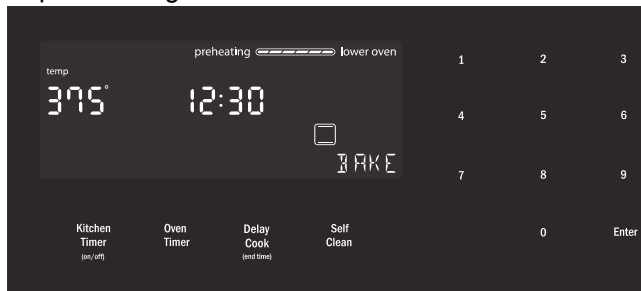 preheating lower oven
temp
375° 12:30
BAKE
1 2 3
4 5 6
7 8 9
0 Enter
Kitchen Timer (on/off)
Oven Timer
Delay Cook (end time)
Self Clean